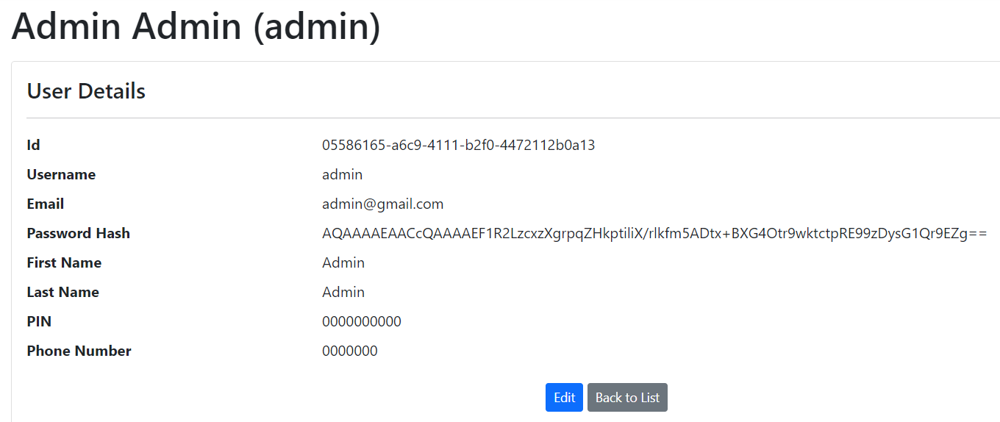 Admin Admin (admin)
User Details
Id 05586165-a6c9-4111-b2f0-4472112b0a13
Username admin
Email admin@gmail.com
Password Hash AQAAAAEAACcQAAAAEF1R2LzcxzXgrpqZHkptiliX/rlkfm5ADtx+BXG4Otr9wktctpRE99zDysG1Qr9EZg==
First Name Admin
Last Name Admin
PIN 0000000000
Phone Number 0000000
Edit Back to List